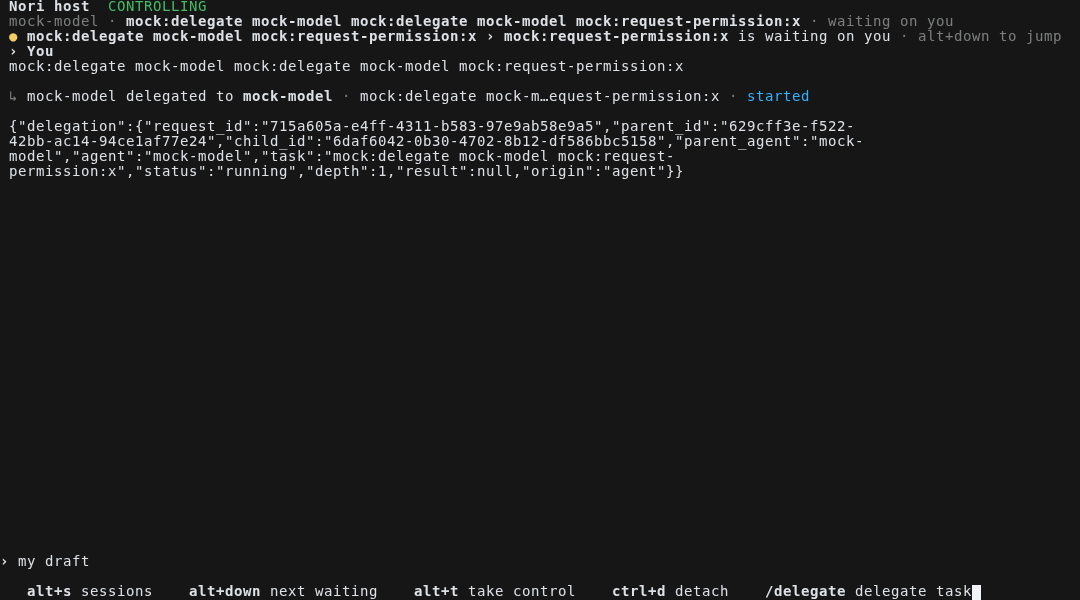 Nori host  CONTROLLING
mock-model · mock:delegate mock-model mock:delegate mock-model mock:request-permission:x · waiting on you
● mock:delegate mock-model mock:request-permission:x › mock:request-permission:x is waiting on you · alt+down to jump
› You
mock:delegate mock-model mock:delegate mock-model mock:request-permission:x
↳ mock-model delegated to mock-model · mock:delegate mock-m…equest-permission:x · started
{"delegation":{"request_id":"715a605a-e4ff-4311-b583-97e9ab58e9a5","parent_id":"629cff3e-f522-
42bb-ac14-94ce1af77e24","child_id":"6daf6042-0b30-4702-8b12-df586bbc5158","parent_agent":"mock-
model","agent":"mock-model","task":"mock:delegate mock-model mock:request-
permission:x","status":"running","depth":1,"result":null,"origin":"agent"}}
› my draft
alt+s sessions    alt+down next waiting    alt+t take control    ctrl+d detach    /delegate delegate task